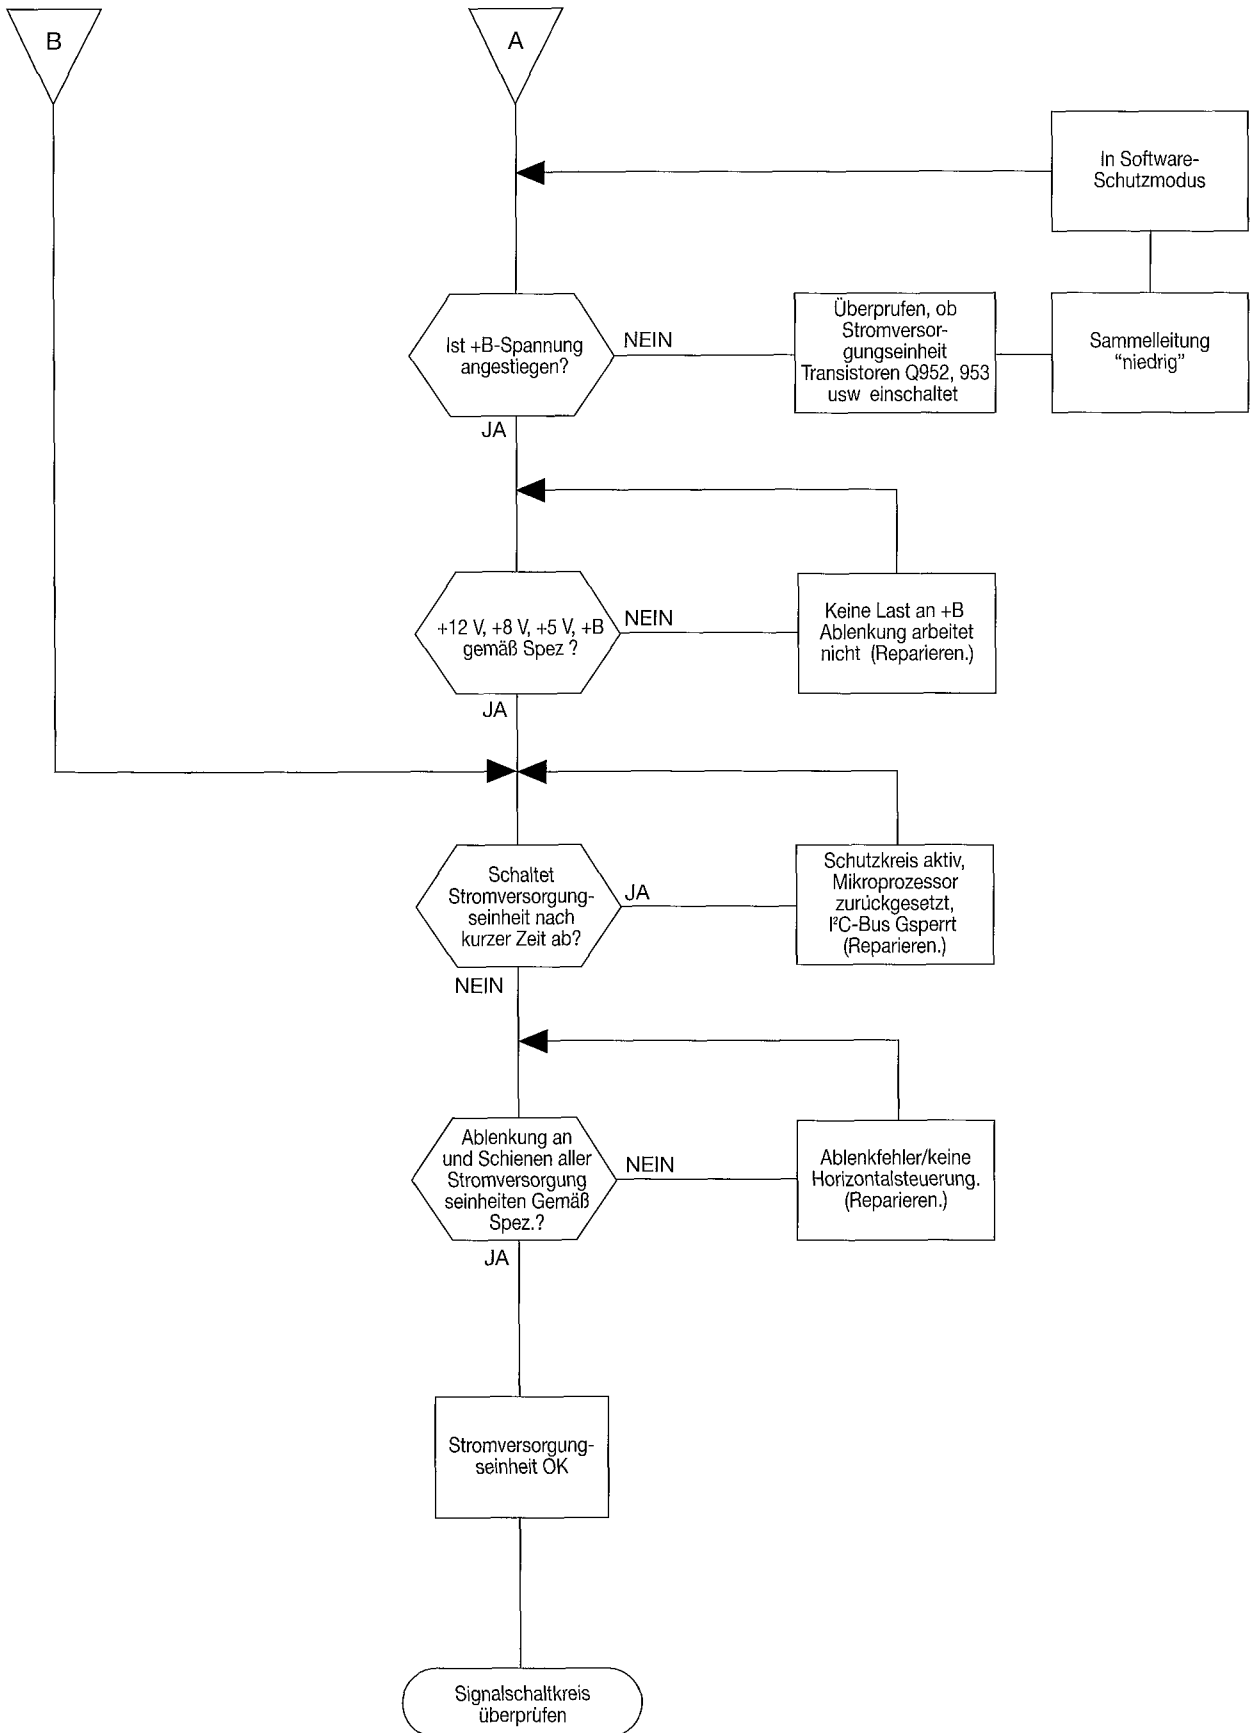 B
A
In Software-
Schutzmodus
Ist +B-Spannung
angestiegen?
NEIN
Überprufen, ob
Stromversor-
gungseinheit
Transistoren Q952, 953
usw einschaltet
Sammelleitung
“niedrig”
JA
+12 V, +8 V, +5 V, +B
gemäß Spez ?
NEIN
Keine Last an +B
Ablenkung arbeitet
nicht (Reparieren.)
JA
Schaltet
Stromversorgung-
seinheit nach
kurzer Zeit ab?
JA
Schutzkreis aktiv,
Mikroprozessor
zurückgesetzt,
I²C-Bus Gsperrt
(Reparieren.)
NEIN
Ablenkung an
und Schienen aller
Stromversorgung
seinheiten Gemäß
Spez.?
NEIN
Ablenkfehler/keine
Horizontalsteuerung.
(Reparieren.)
JA
Stromversorgung-
seinheit OK
Signalschaltkreis
überprüfen